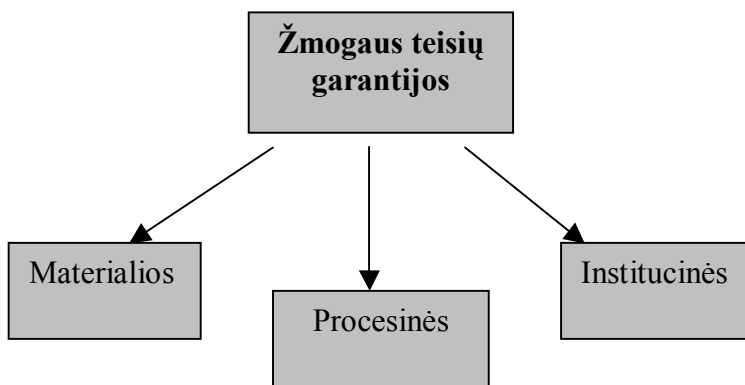 Žmogaus teisių
garantijos
Materialios
Procesinės
Institucinės